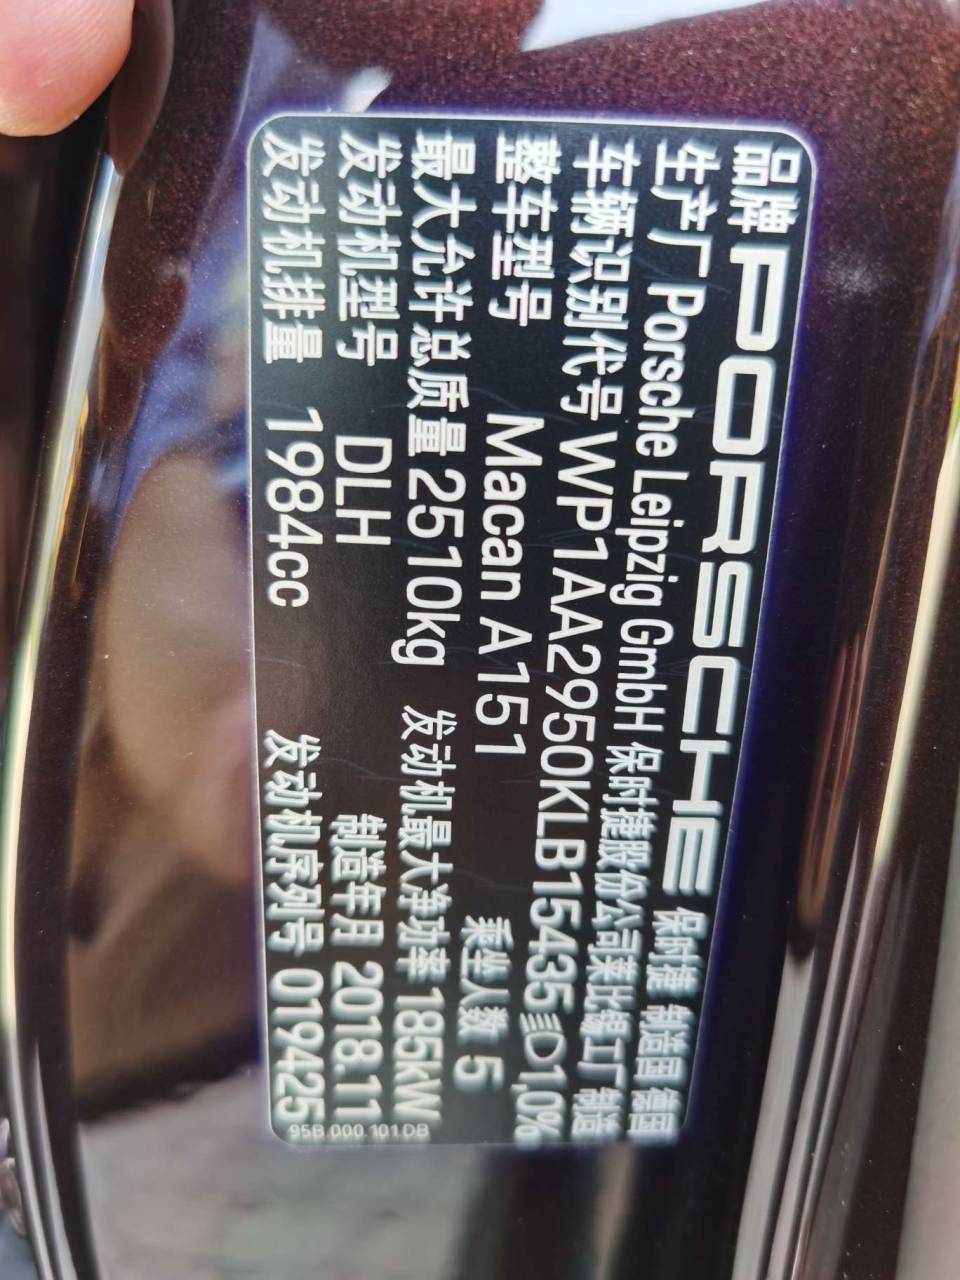 品牌 PORSCHE 保时捷 制造国 德国
生产厂 Porsche Leipzig GmbH 保时捷股份公司莱比锡工厂 制造
车辆识别代号 WP1AA2950KLB15435 1,0%
整车型号 Macan A151 乘坐人数 5
最大允许总质量 2510kg 发动机最大净功率 185kW
发动机型号 DLH 制造年月 2018.11
发动机排量 1984cc 发动机序列号 019425
95B.000.101.DB